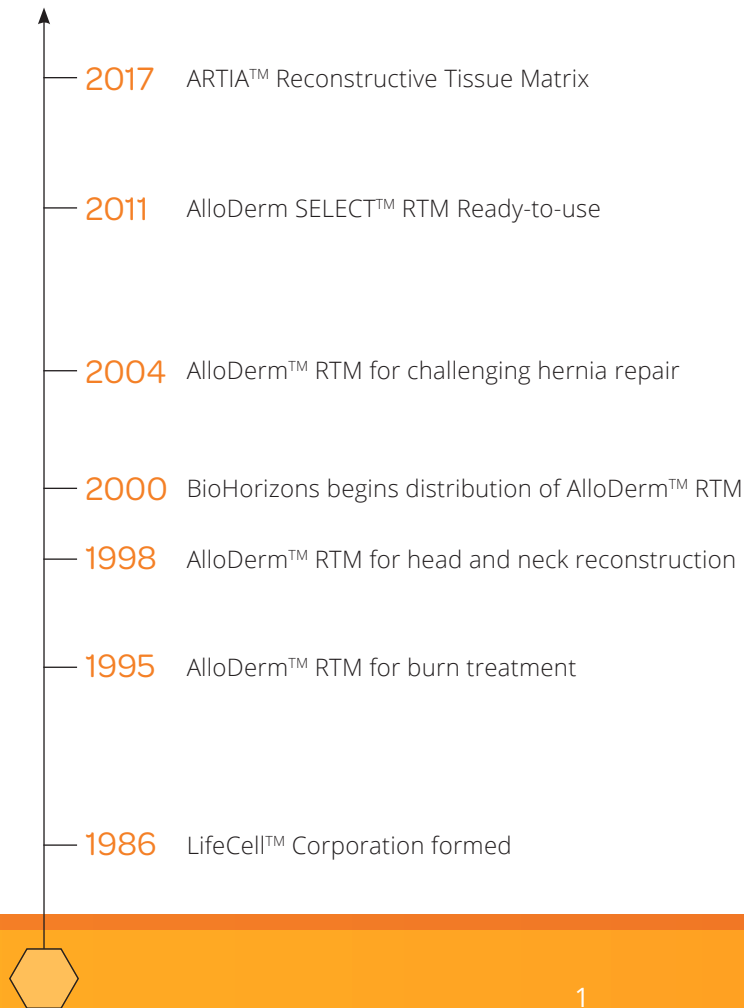 2017 ARTIA™ Reconstructive Tissue Matrix
2011 AlloDerm SELECT™ RTM Ready-to-use
2004 AlloDerm™ RTM for challenging hernia repair
2000 BioHorizons begins distribution of AlloDerm™ RTM
1998 AlloDerm™ RTM for head and neck reconstruction
1995 AlloDerm™ RTM for burn treatment
1986 LifeCell™ Corporation formed
1